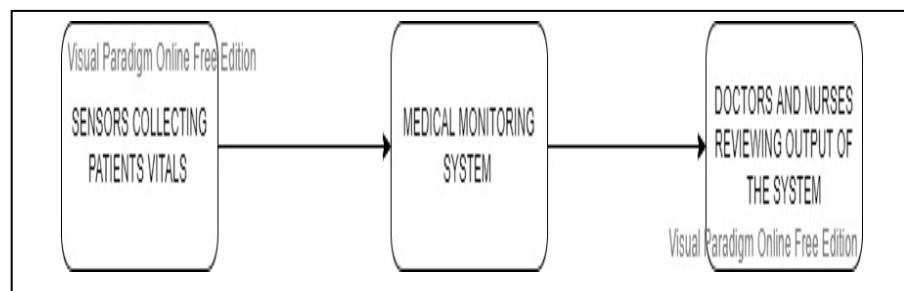 Visual Paradigm Online Free Edition
SENSORS COLLECTING
PATIENTS VITALS
MEDICAL MONITORING
SYSTEM
DOCTORS AND NURSES
REVIEWING OUTPUT OF
THE SYSTEM
Visual Paradigm Online Free Edition